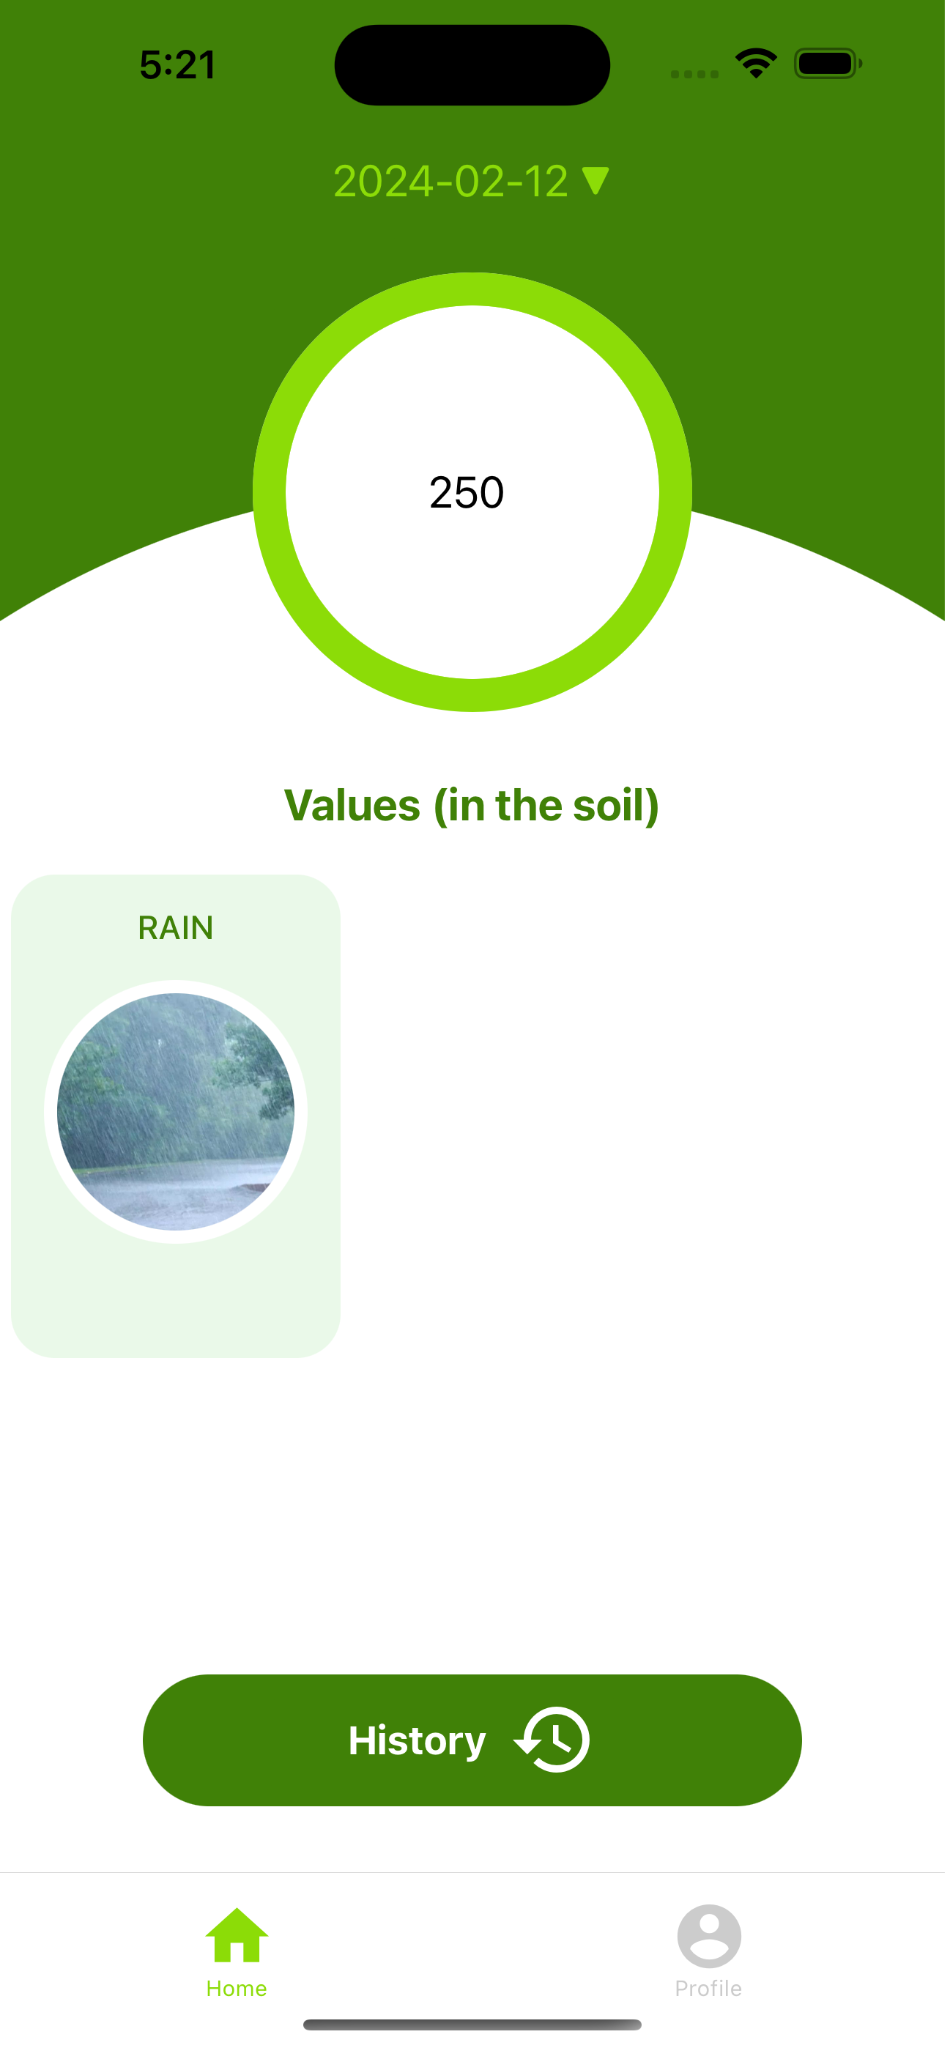 5:21
2024-02-12
250
Values (in the soil)
RAIN
History
Home
Profile